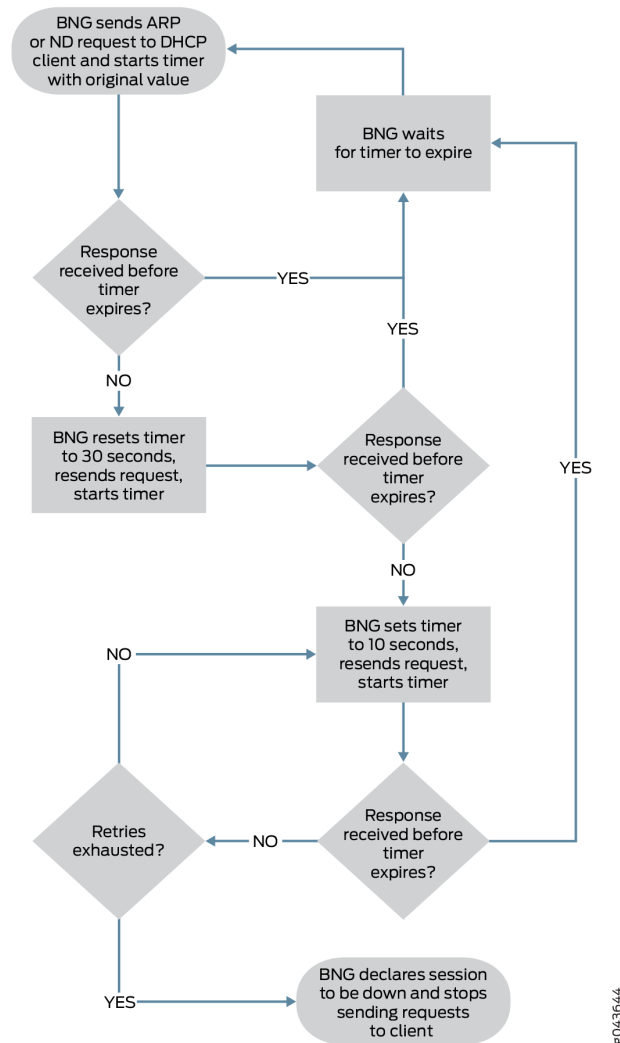 BNG sends ARP
or ND request to DHCP
client and starts timer
with original value
BNG waits
for timer to expire
Response
received before
timer
expires?
YES
YES
NO
BNG resets timer
to 30 seconds,
resends request,
starts timer
Response
received before
timer
expires?
YES
NO
BNG sets timer
to 10 seconds,
resends request,
starts timer
NO
Retries
exhausted?
NO
Response
received before
timer
expires?
YES
BNG declares session
to be down and stops
sending requests
to client
g043644